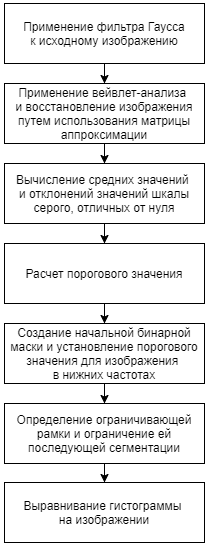 Применение фильтра Гаусса
к исходному изображению
Применение вейвлет-анализа
и восстановление изображения
путем использования матрицы
аппроксимации
Вычисление средних значений
и отклонений значений шкалы
серого, отличных от нуля
Расчет порогового значения
Создание начальной бинарной
маски и установление порогового
значения для изображения
в нижних частотах
Определение ограничивающей
рамки и ограничение ей
последующей сегментации
Выравнивание гистограммы
на изображении